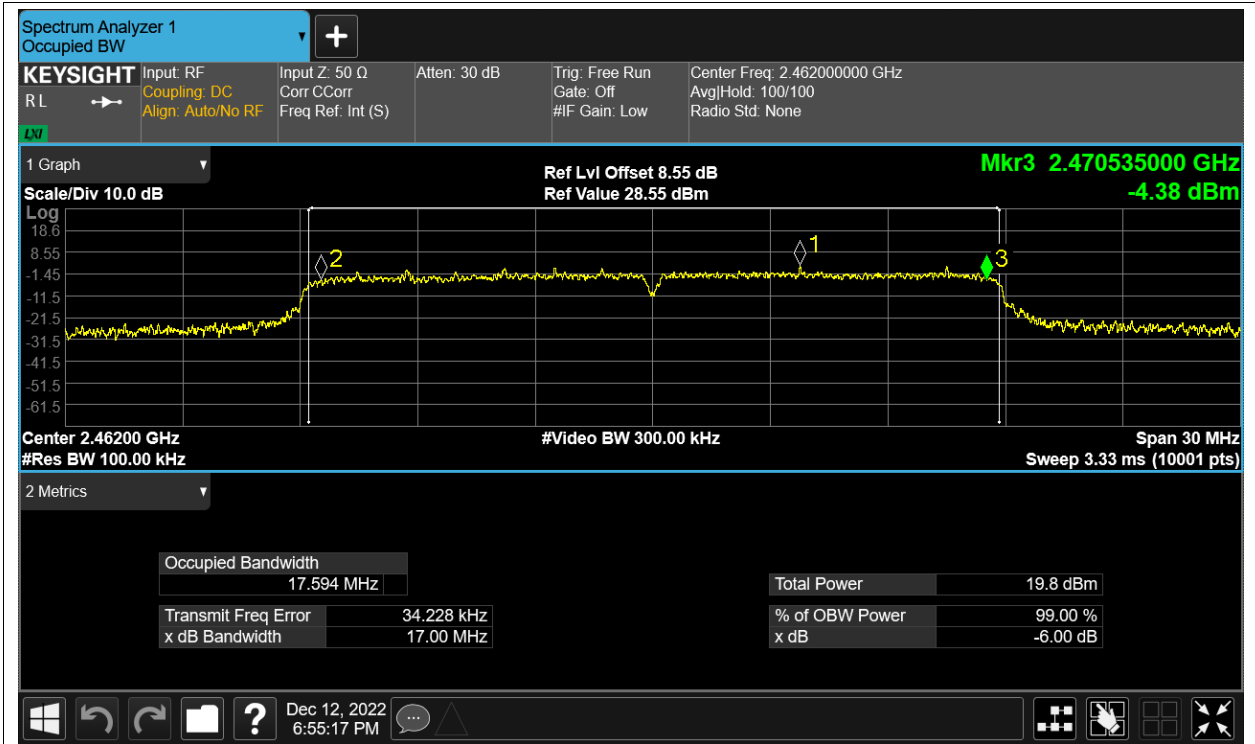 Spectrum Analyzer 1
Occupied BW
KEYSIGHT
R L
LXI
Input: RF
Coupling: DC
Align: Auto/No RF
Input Z: 50 Ω
Corr CCorr
Freq Ref: Int (S)
Atten: 30 dB
Trig: Free Run
Gate: Off
#IF Gain: Low
Center Freq: 2.462000000 GHz
Avg|Hold: 100/100
Radio Std: None
1 Graph
Scale/Div 10.0 dB
Ref Lvl Offset 8.55 dB
Ref Value 28.55 dBm
Mkr3 2.470535000 GHz
-4.38 dBm
Log
18.6
8.55
-1.45
-11.5
-21.5
-31.5
-41.5
-51.5
-61.5
2
1
3
Center 2.46200 GHz
#Res BW 100.00 kHz
#Video BW 300.00 kHz
Span 30 MHz
Sweep 3.33 ms (10001 pts)
2 Metrics
Occupied Bandwidth
17.594 MHz
Transmit Freq Error 34.228 kHz
x dB Bandwidth 17.00 MHz
Total Power 19.8 dBm
% of OBW Power 99.00 %
x dB -6.00 dB
?
Dec 12, 2022
6:55:17 PM